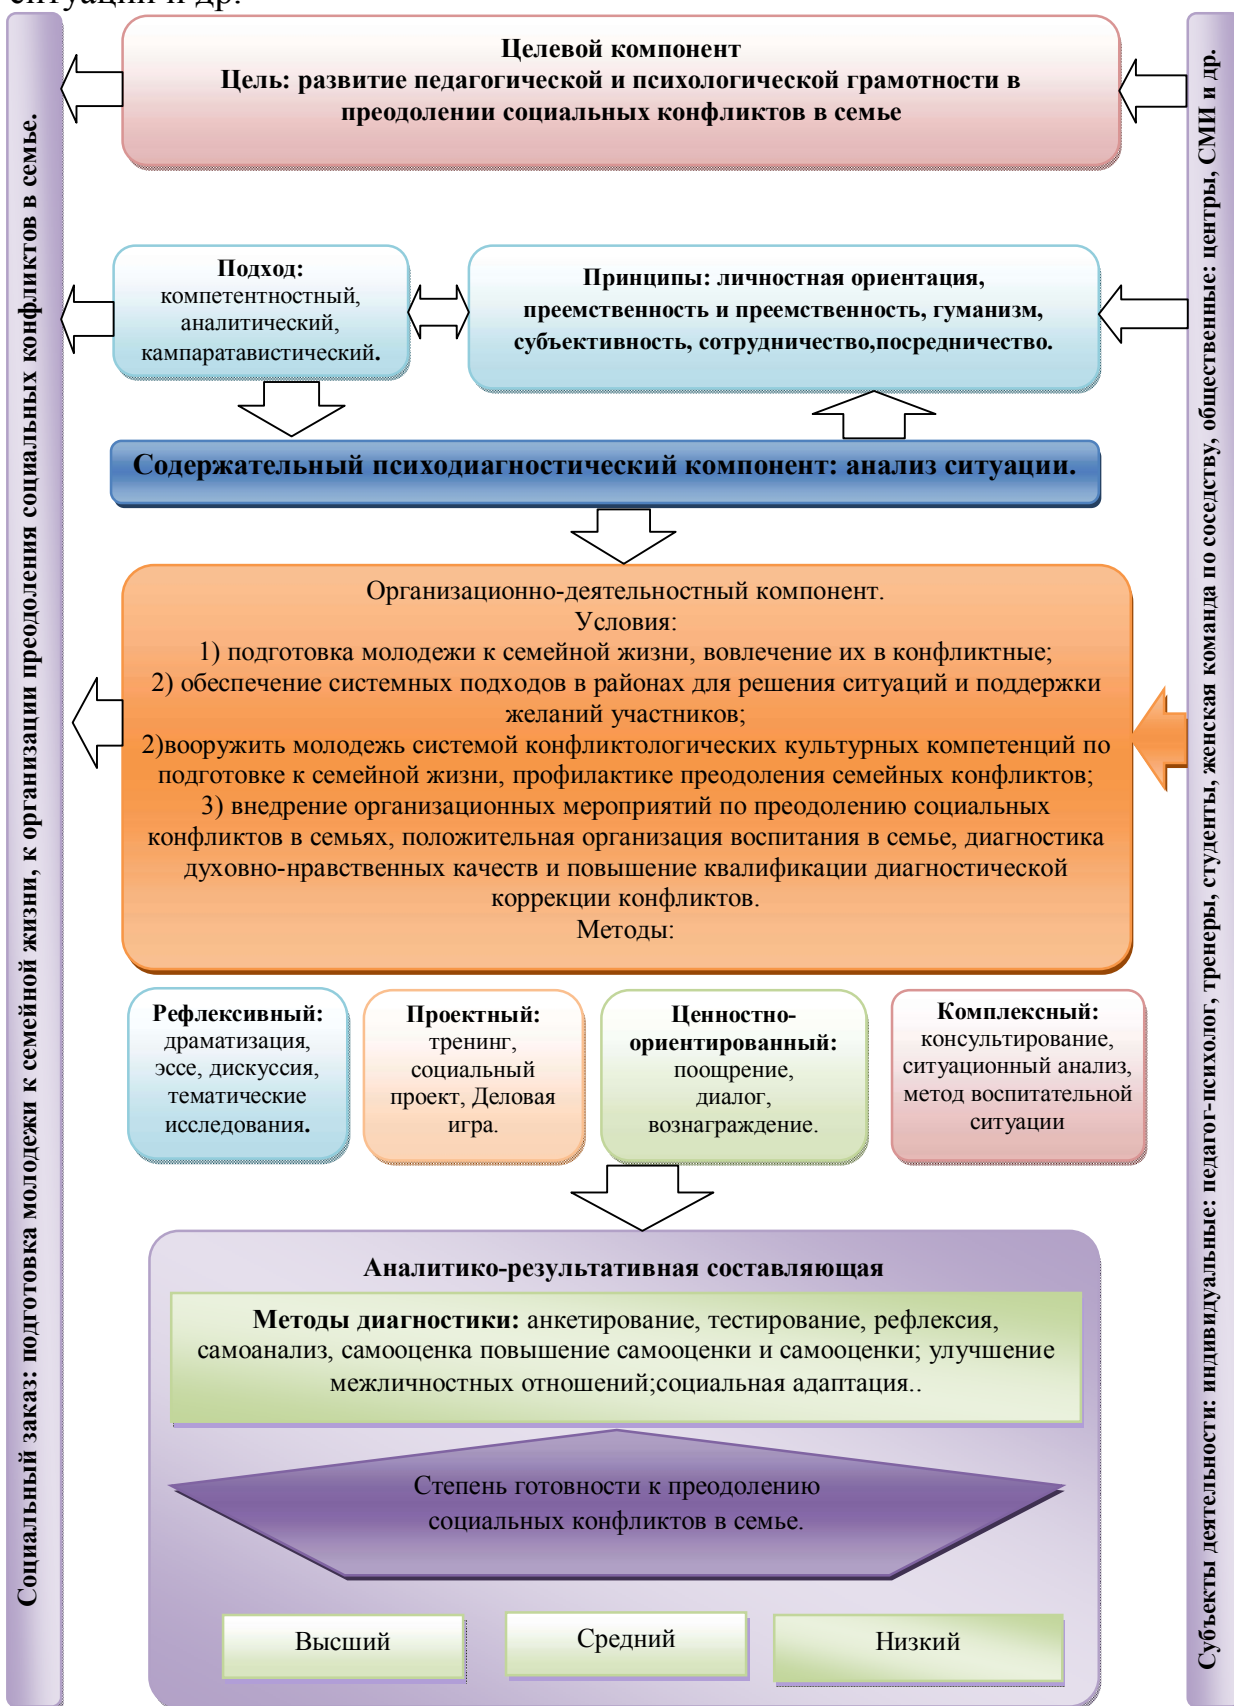 ситуации и др.
Целевой компонент
Цель: развитие педагогической и психологической грамотности в
преодолении социальных конфликтов в семье
Социальный заказ: подготовка молодежи к семейной жизни, к организации преодоления социальных конфликтов в семье.
Подход:
компетентностный,
аналитический,
кампаратавистический.
Принципы: личностная ориентация,
преемственность и преемственность, гуманизм,
субъективность, сотрудничество,посредничество.
Содержательный психодиагностический компонент: анализ ситуации.
Организационно-деятельностный компонент.
Условия:
1) подготовка молодежи к семейной жизни, вовлечение их в конфликтные;
2) обеспечение системных подходов в районах для решения ситуаций и поддержки
желаний участников;
2)вооружить молодежь системой конфликтологических культурных компетенций по
подготовке к семейной жизни, профилактике преодоления семейных конфликтов;
3) внедрение организационных мероприятий по преодолению социальных
конфликтов в семьях, положительная организация воспитания в семье, диагностика
духовно-нравственных качеств и повышение квалификации диагностической
коррекции конфликтов.
Методы:
Рефлексивный:
драматизация,
эссе, дискуссия,
тематические
исследования.
Проектный:
тренинг,
социальный
проект, Деловая
игра.
Ценностно-
ориентированный:
поощрение,
диалог,
вознаграждение.
Комплексный:
консультирование,
ситуационный анализ,
метод воспитательной
ситуации
Аналитико-результативная составляющая
Методы диагностики: анкетирование, тестирование, рефлексия,
самоанализ, самооценка повышение самооценки и самооценки; улучшение
межличностных отношений;социальная адаптация..
Степень готовности к преодолению
социальных конфликтов в семье.
Высший
Средний
Низкий
Субъекты деятельности: индивидуальные: педагог-психолог, тренеры, студенты, женская команда по соседству, общественные: центры, СМИ и др.